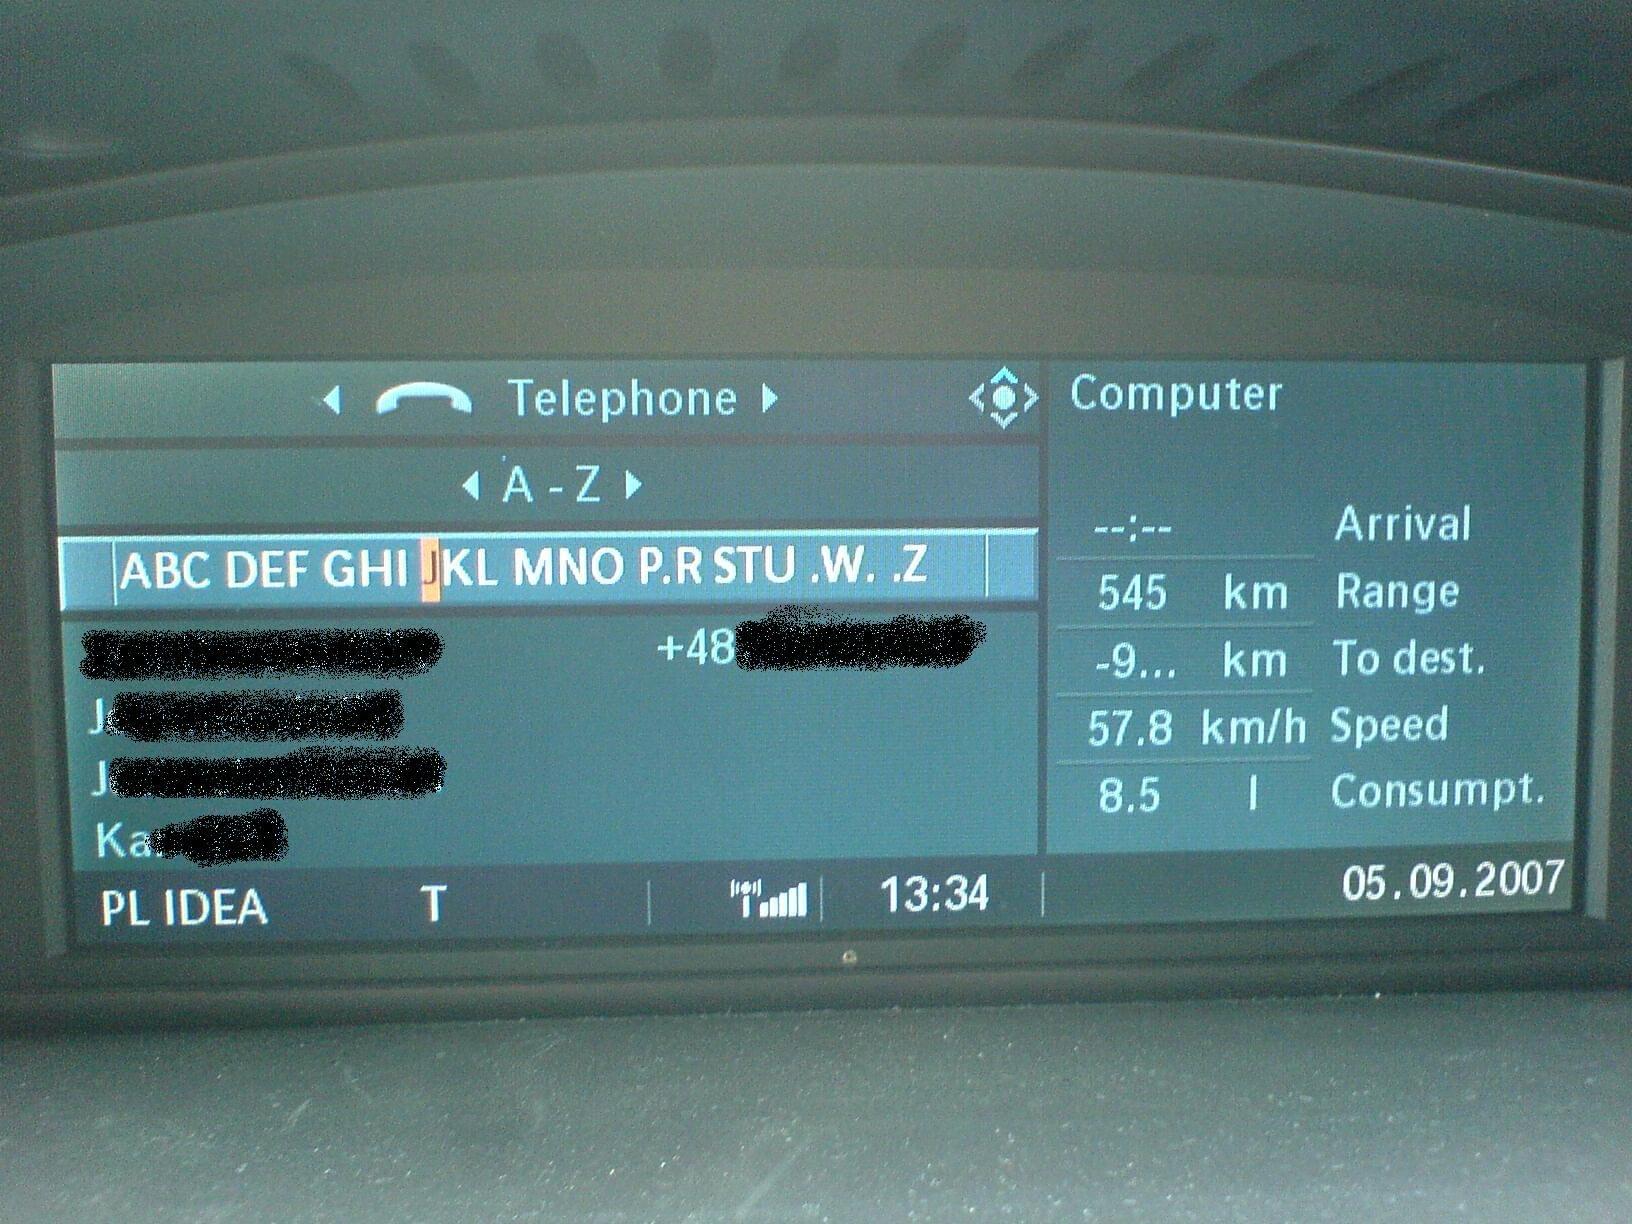 Telephone
A - Z
ABC DEF GHI JKL MNO P.R STU .W. .Z
+48
J
J
Ka
PL IDEA T 13:34
Computer
--:-- Arrival
545 km Range
-9... km To dest.
57.8 km/h Speed
8.5 l Consumpt.
05.09.2007